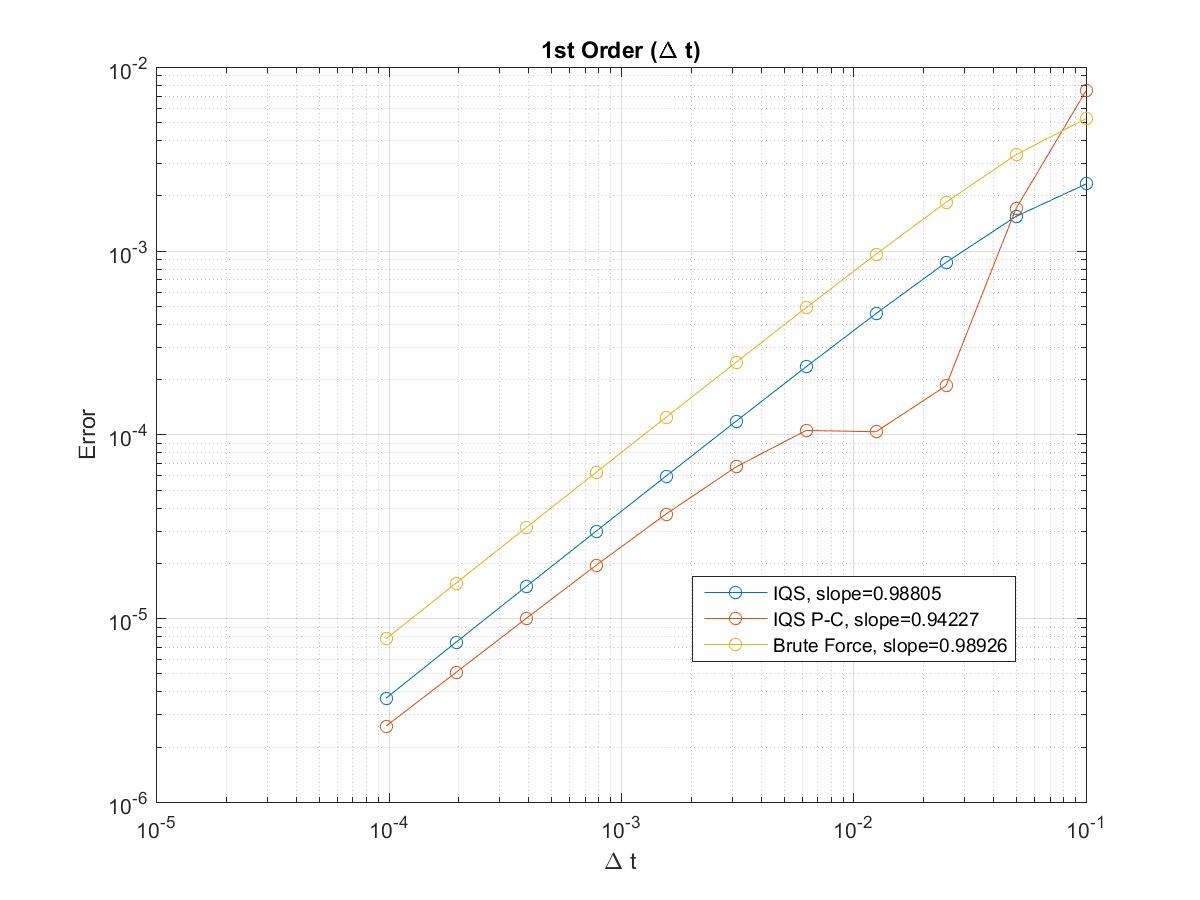 1st Order (Δ t)
10^-2
10^-3
10^-4
10^-5
10^-6
Error
IQS, slope=0.98805
IQS P-C, slope=0.94227
Brute Force, slope=0.98926
10^-5
10^-4
10^-3
10^-2
10^-1
Δ t